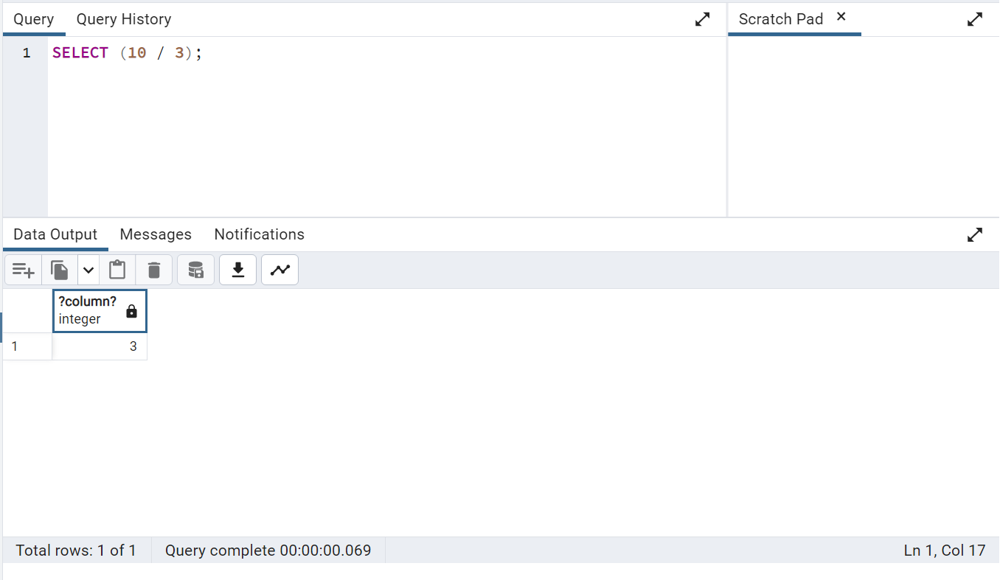 Query Query History Scratch Pad
1 SELECT (10 / 3);
Data Output Messages Notifications
?column?
integer
1 3
Total rows: 1 of 1 Query complete 00:00:00.069 Ln 1, Col 17